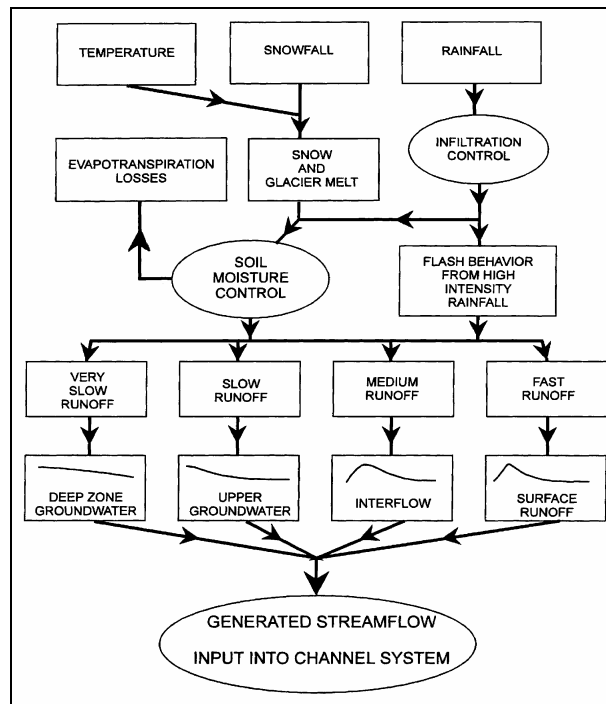 TEMPERATURE
SNOWFALL
RAINFALL
EVAPOTRANSPIRATION
LOSSES
SNOW
AND
GLACIER MELT
INFILTRATION
CONTROL
SOIL
MOISTURE
CONTROL
FLASH BEHAVIOR
FROM HIGH
INTENSITY
RAINFALL
VERY
SLOW
RUNOFF
SLOW
RUNOFF
MEDIUM
RUNOFF
FAST
RUNOFF
DEEP ZONE
GROUNDWATER
UPPER
GROUNDWATER
INTERFLOW
SURFACE
RUNOFF
GENERATED STREAMFLOW
INPUT INTO CHANNEL SYSTEM